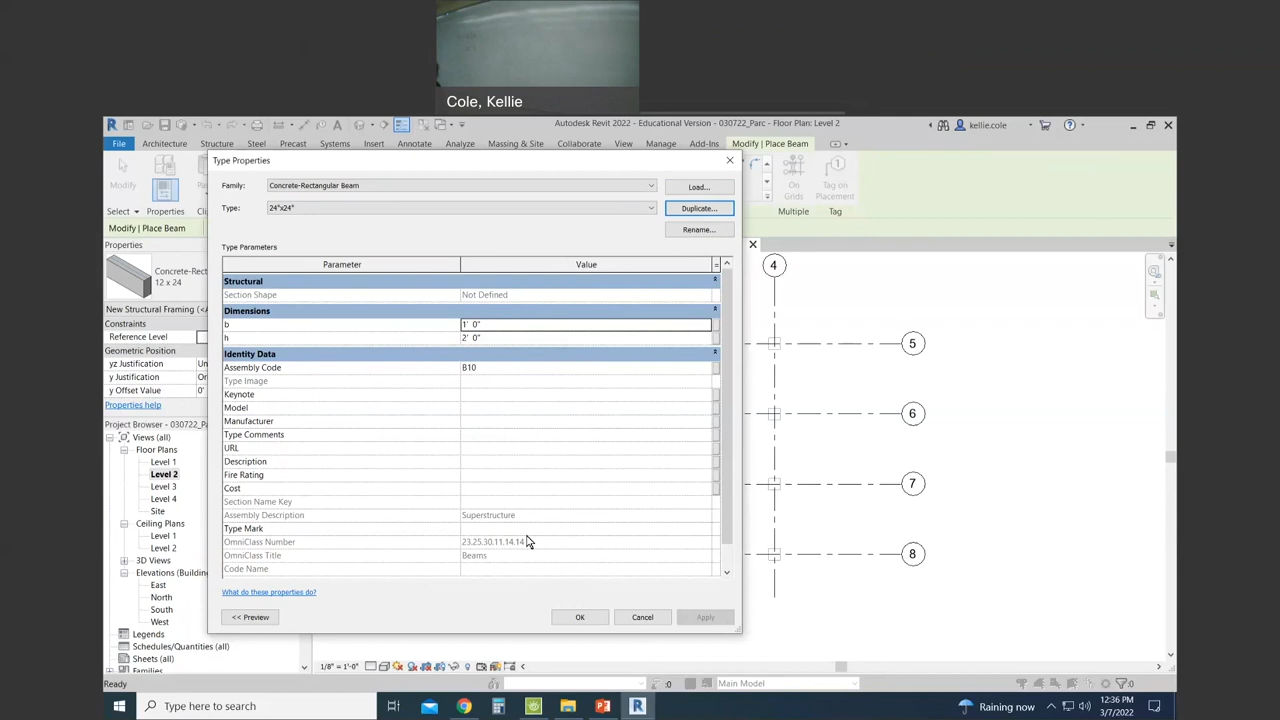 Cole, Kellie
Autodesk Revit 2022 - Educational Version - 030722_Parc - Floor Plan: Level 2
kellie.cole
File Architecture Structure Steel Precast Systems Insert Annotate Analyze Massing & Site Collaborate View Manage Add-Ins Modify | Place Beam
Type Properties
Family: Concrete-Rectangular Beam Load...
Type: 24"x24" Duplicate...
Rename...
Modify
On Grids
Tag on Placement
Select Properties Multiple Tag
Modify | Place Beam
Type Parameters
Parameter Value
Structural
Section Shape Not Defined
Dimensions
b 1' 0"
h 2' 0"
Identity Data
Assembly Code B10
Type Image
Keynote
Model
Manufacturer
Type Comments
URL
Description
Fire Rating
Cost
Section Name Key
Assembly Description Superstructure
Type Mark
OmniClass Number 23.25.30.11.14.14
OmniClass Title Beams
Code Name
What do these properties do?
<< Preview OK Cancel Apply
Properties
Concrete-Rectang
12 x 24
New Structural Framing (<A
Constraints
Reference Level
Geometric Position
yz Justification Un
y Justification Ori
y Offset Value 0'
Properties help
Project Browser - 030722_Pa
Views (all)
Floor Plans
Level 1
Level 2
Level 3
Level 4
Site
Ceiling Plans
Level 1
Level 2
3D Views
Elevations (Building
East
North
South
West
Legends
Schedules/Quantities (all)
Sheets (all)
Families
4
5
6
7
8
1/8" = 1'-0"
Ready
:0
Main Model
:0
Type here to search
Raining now
12:36 PM
3/7/2022